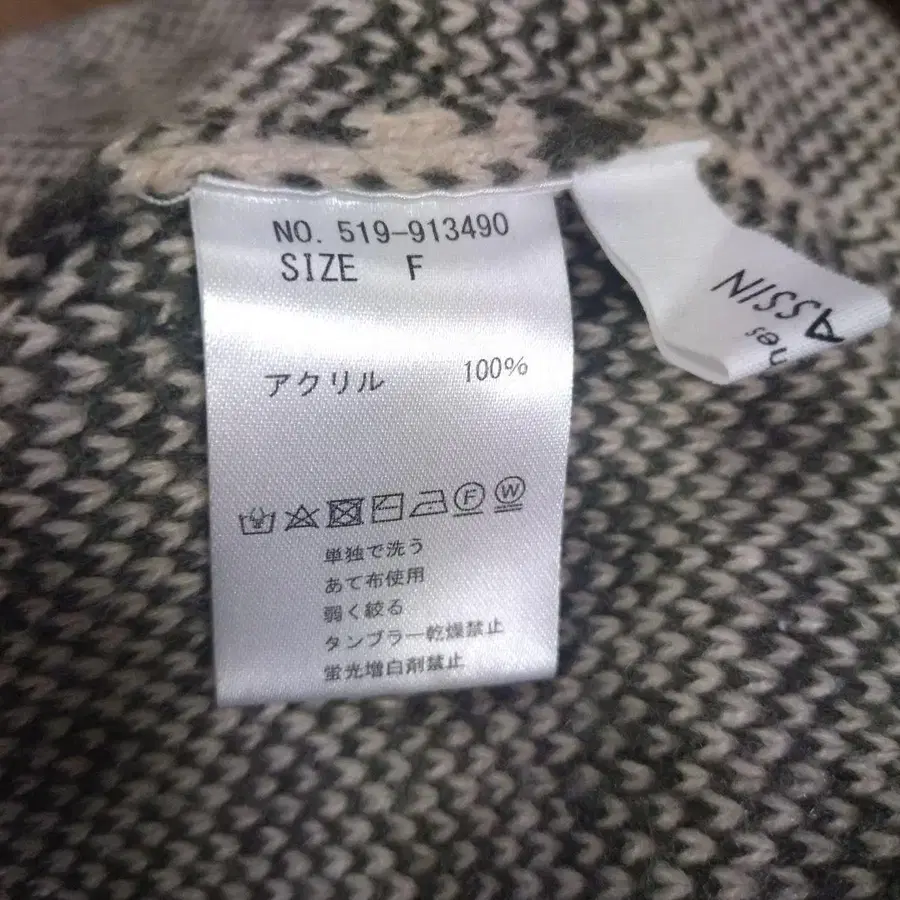 NO. 519-913490
SIZE F
アクリル 100%
F W
単独で洗う
あて布使用
弱く絞る
タンブラー乾燥禁止
蛍光増白剤禁止
ASSIN
nes